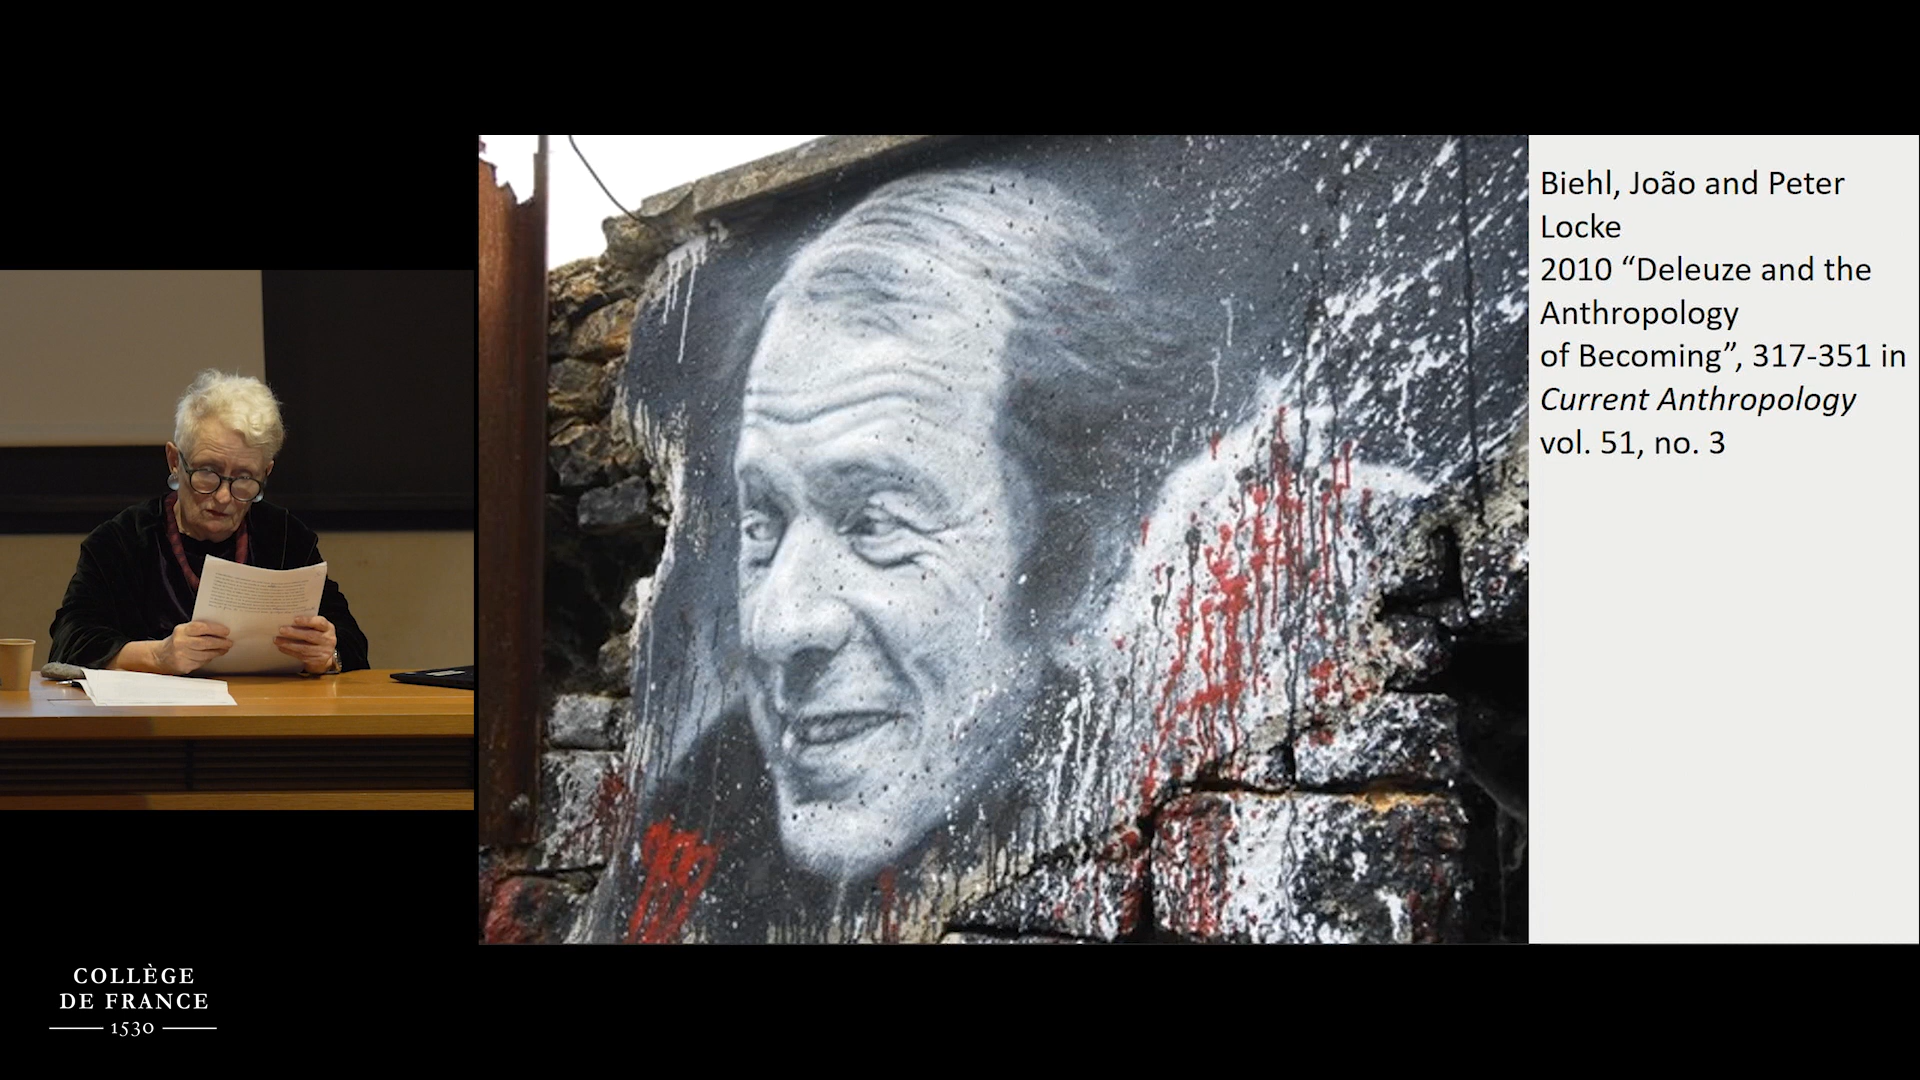 Biehl, João and Peter
Locke
2010 “Deleuze and the
Anthropology
of Becoming”, 317-351 in
Current Anthropology
vol. 51, no. 3
COLLÈGE
DE FRANCE
1530